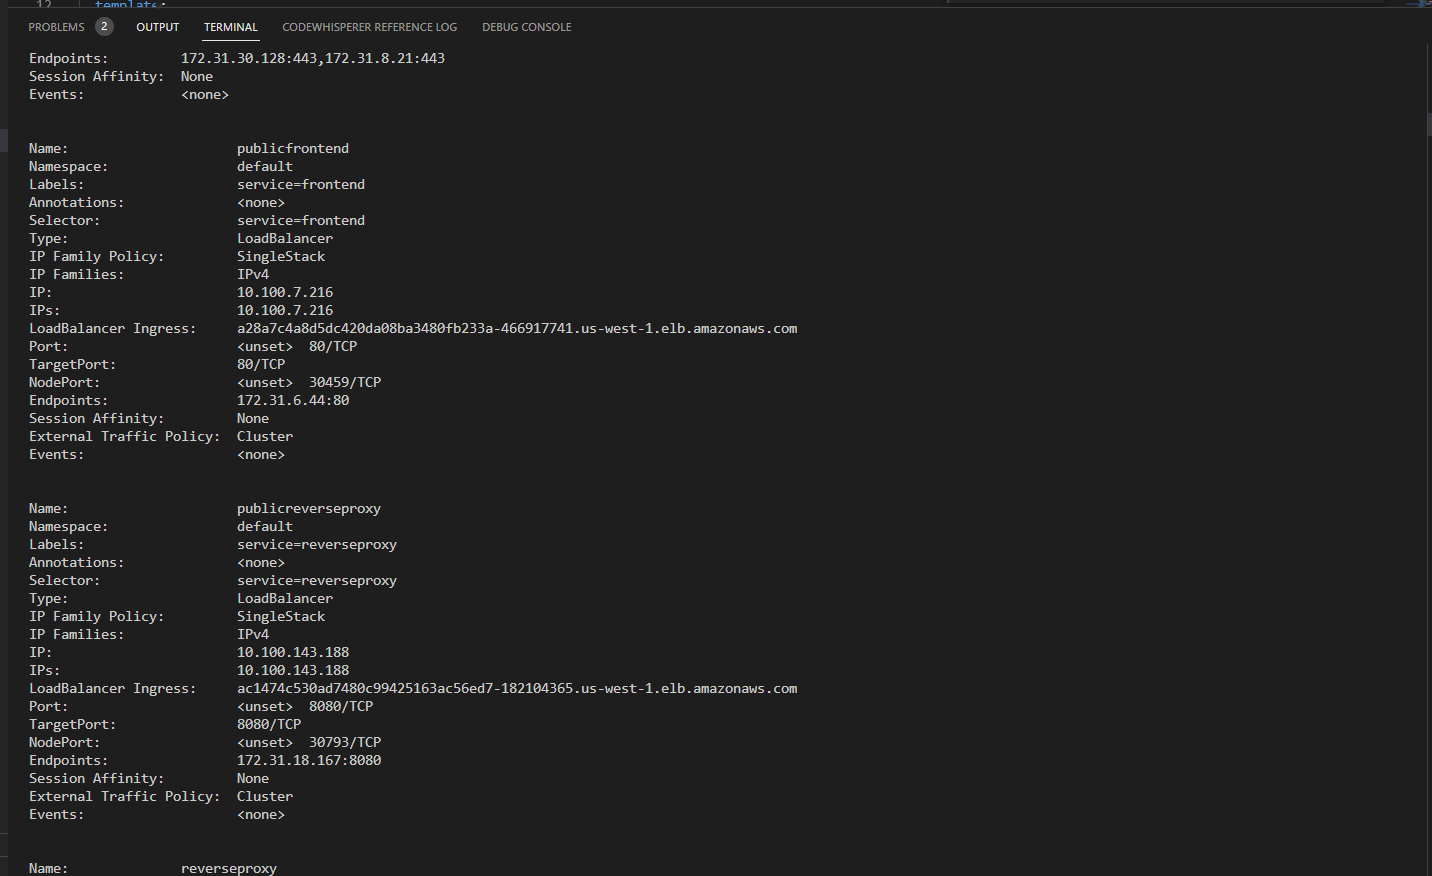 12 template:
PROBLEMS 2 OUTPUT TERMINAL CODEWHISPERER REFERENCE LOG DEBUG CONSOLE
Endpoints: 172.31.30.128:443,172.31.8.21:443
Session Affinity: None
Events: <none>
Name: publicfrontend
Namespace: default
Labels: service=frontend
Annotations: <none>
Selector: service=frontend
Type: LoadBalancer
IP Family Policy: SingleStack
IP Families: IPv4
IP: 10.100.7.216
IPs: 10.100.7.216
LoadBalancer Ingress: a28a7c4a8d5dc420da08ba3480fb233a-466917741.us-west-1.elb.amazonaws.com
Port: <unset> 80/TCP
TargetPort: 80/TCP
NodePort: <unset> 30459/TCP
Endpoints: 172.31.6.44:80
Session Affinity: None
External Traffic Policy: Cluster
Events: <none>
Name: publicreverseproxy
Namespace: default
Labels: service=reverseproxy
Annotations: <none>
Selector: service=reverseproxy
Type: LoadBalancer
IP Family Policy: SingleStack
IP Families: IPv4
IP: 10.100.143.188
IPs: 10.100.143.188
LoadBalancer Ingress: ac1474c530ad7480c99425163ac56ed7-182104365.us-west-1.elb.amazonaws.com
Port: <unset> 8080/TCP
TargetPort: 8080/TCP
NodePort: <unset> 30793/TCP
Endpoints: 172.31.18.167:8080
Session Affinity: None
External Traffic Policy: Cluster
Events: <none>
Name: reverseproxy